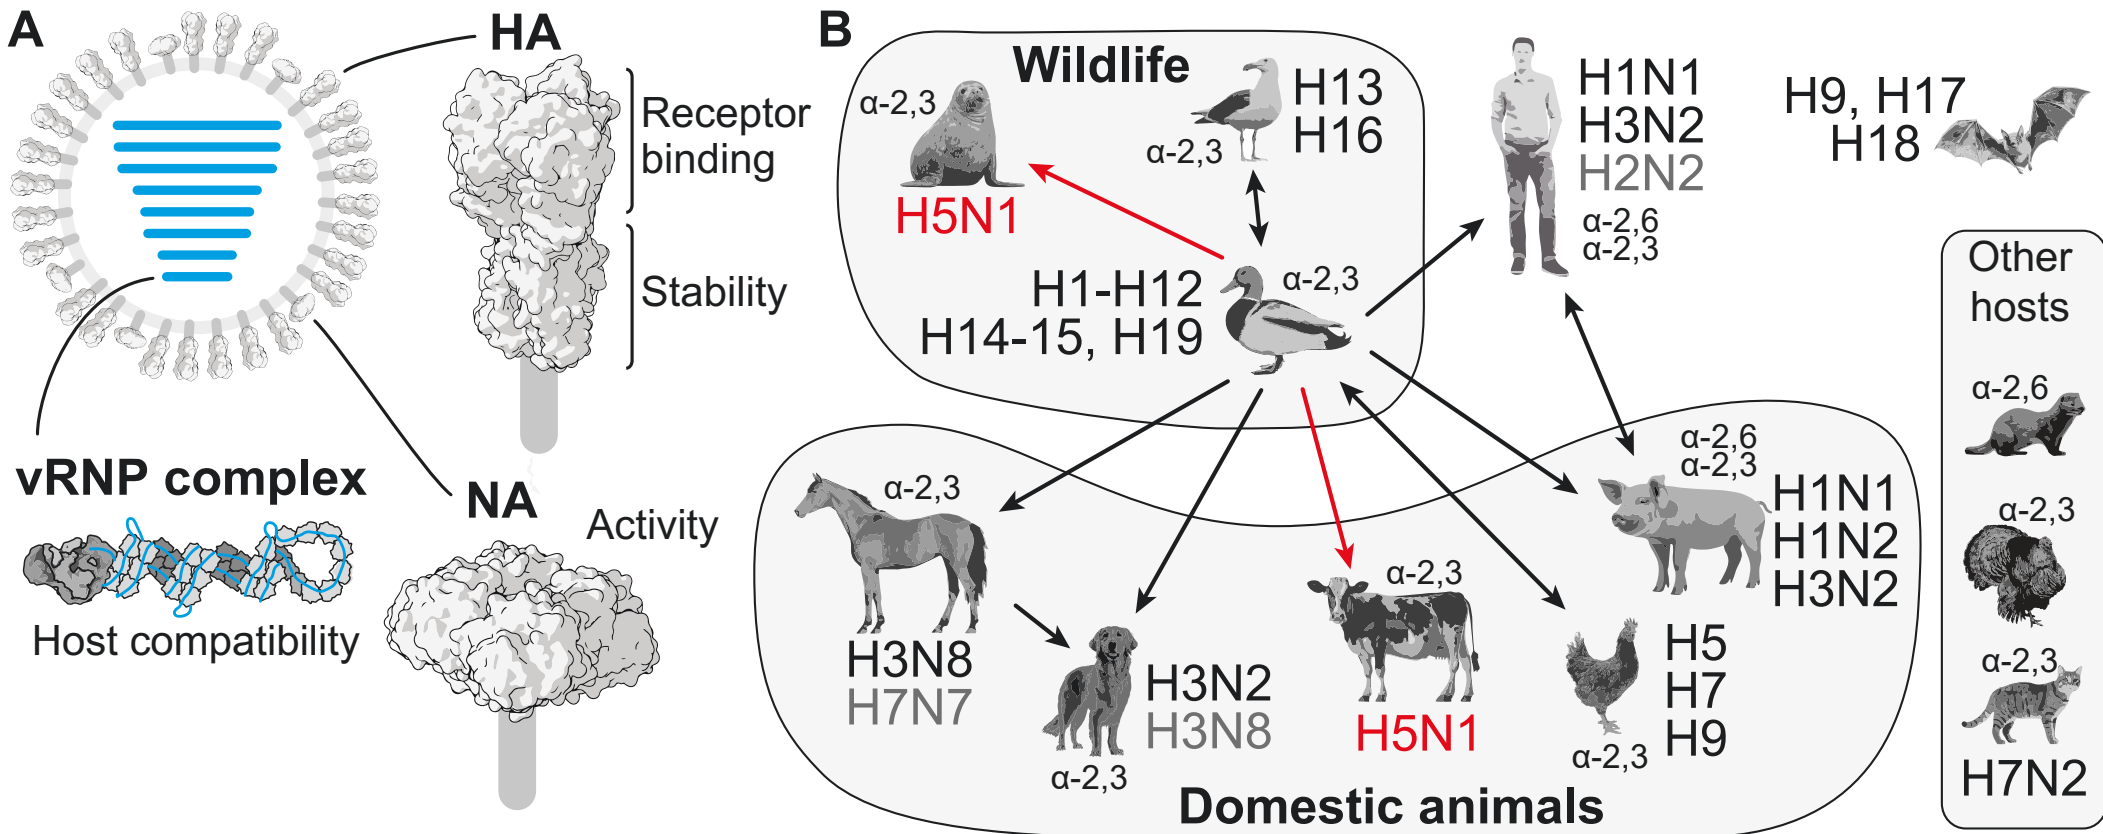 A
HA
Receptor
binding
Stability
vRNP complex
Host compatibility
NA
Activity
B
Wildlife
α-2,3
H5N1
α-2,3
H13
H16
α-2,3
H1-H12
H14-15, H19
H1N1
H3N2
H2N2
α-2,6
α-2,3
H9, H17
H18
α-2,3
H3N8
H7N7
H3N2
H3N8
α-2,3
α-2,3
H5N1
H5
H7
H9
α-2,3
α-2,6
α-2,3
H1N1
H1N2
H3N2
Domestic animals
Other
hosts
α-2,6
α-2,3
α-2,3
H7N2